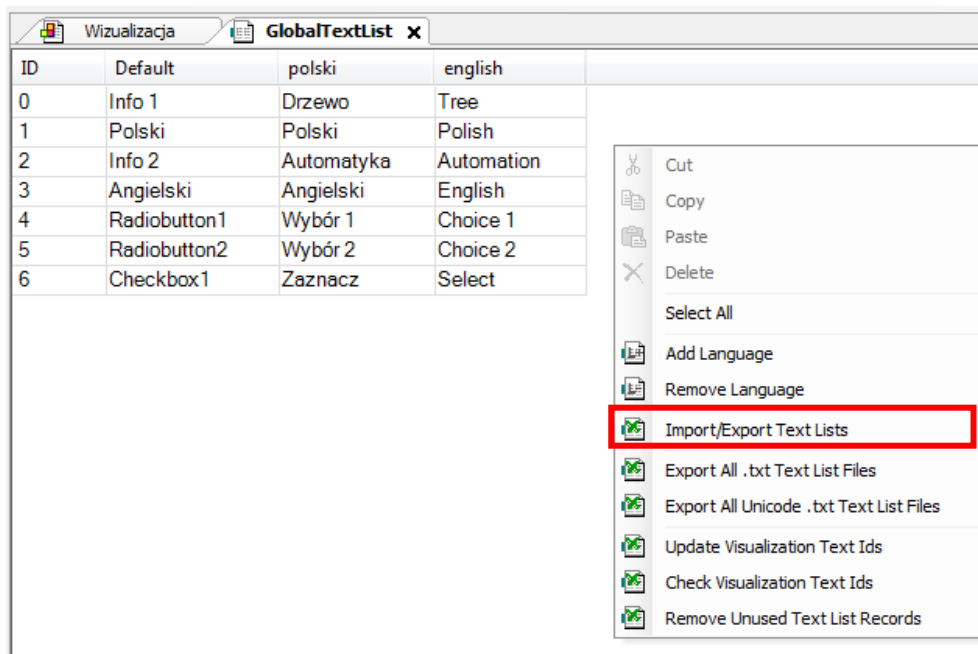 Wizualizacja GlobalTextList
ID Default polski english
0 Info 1 Drzewo Tree
1 Polski Polski Polish
2 Info 2 Automatyka Automation
3 Angielski Angielski English
4 Radiobutton1 Wybór 1 Choice 1
5 Radiobutton2 Wybór 2 Choice 2
6 Checkbox1 Zaznacz Select
Cut
Copy
Paste
Delete
Select All
Add Language
Remove Language
Import/Export Text Lists
Export All .txt Text List Files
Export All Unicode .txt Text List Files
Update Visualization Text Ids
Check Visualization Text Ids
Remove Unused Text List Records